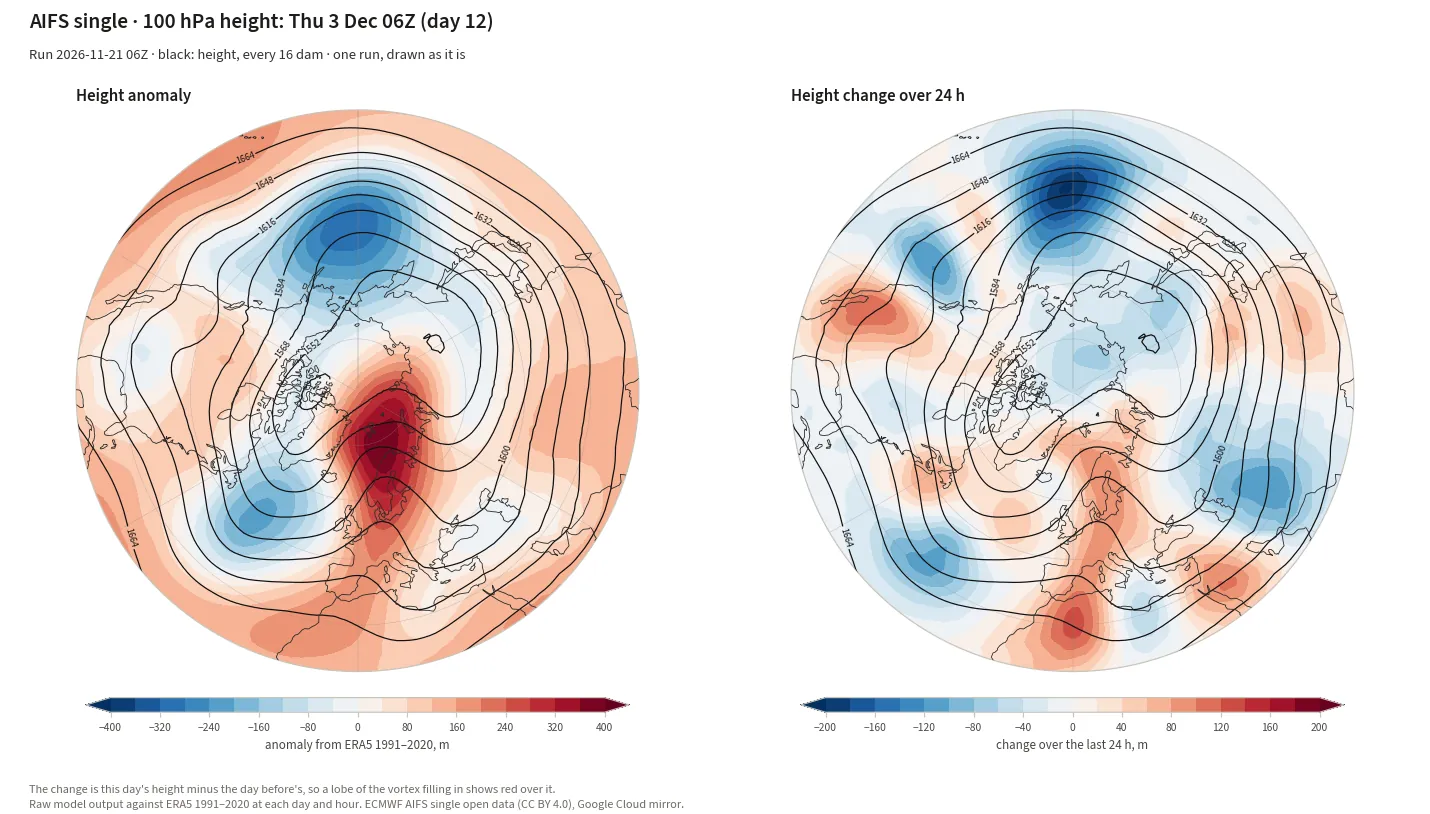 AIFS single · 100 hPa height: Thu 3 Dec 06Z (day 12)
Run 2026-11-21 06Z · black: height, every 16 dam · one run, drawn as it is
Height anomaly
1664
1648
1616
1632
1584
1568
1552
1600
1664
−400 −320 −240 −160 −80 0 80 160 240 320 400
anomaly from ERA5 1991–2020, m
Height change over 24 h
1664
1648
1616
1632
1584
1568
1552
1600
1664
−200 −160 −120 −80 −40 0 40 80 120 160 200
change over the last 24 h, m
The change is this day's height minus the day before's, so a lobe of the vortex filling in shows red over it.
Raw model output against ERA5 1991–2020 at each day and hour. ECMWF AIFS single open data (CC BY 4.0), Google Cloud mirror.